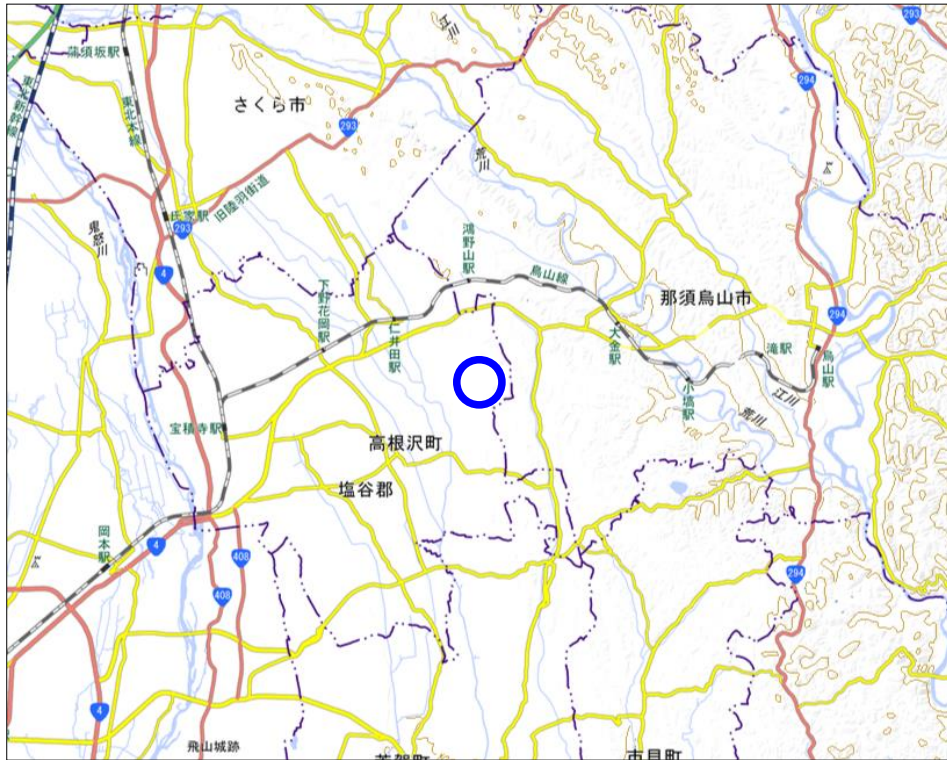 293
江川
蒲須坂駅
294
東北新幹線
東北本線
さくら市
293
荒川
旧陸羽街道
氏家駅
293
鬼怒川
鴻野山駅
烏山線
4
下野花岡駅
那須烏山市
仁井田駅
294
大金駅
滝駅
烏山駅
小塙駅
江川
荒川
宝積寺駅
高根沢町
100
塩谷郡
岡本駅
4
408
408
294
4
飛山城跡
芳賀町
市貝町